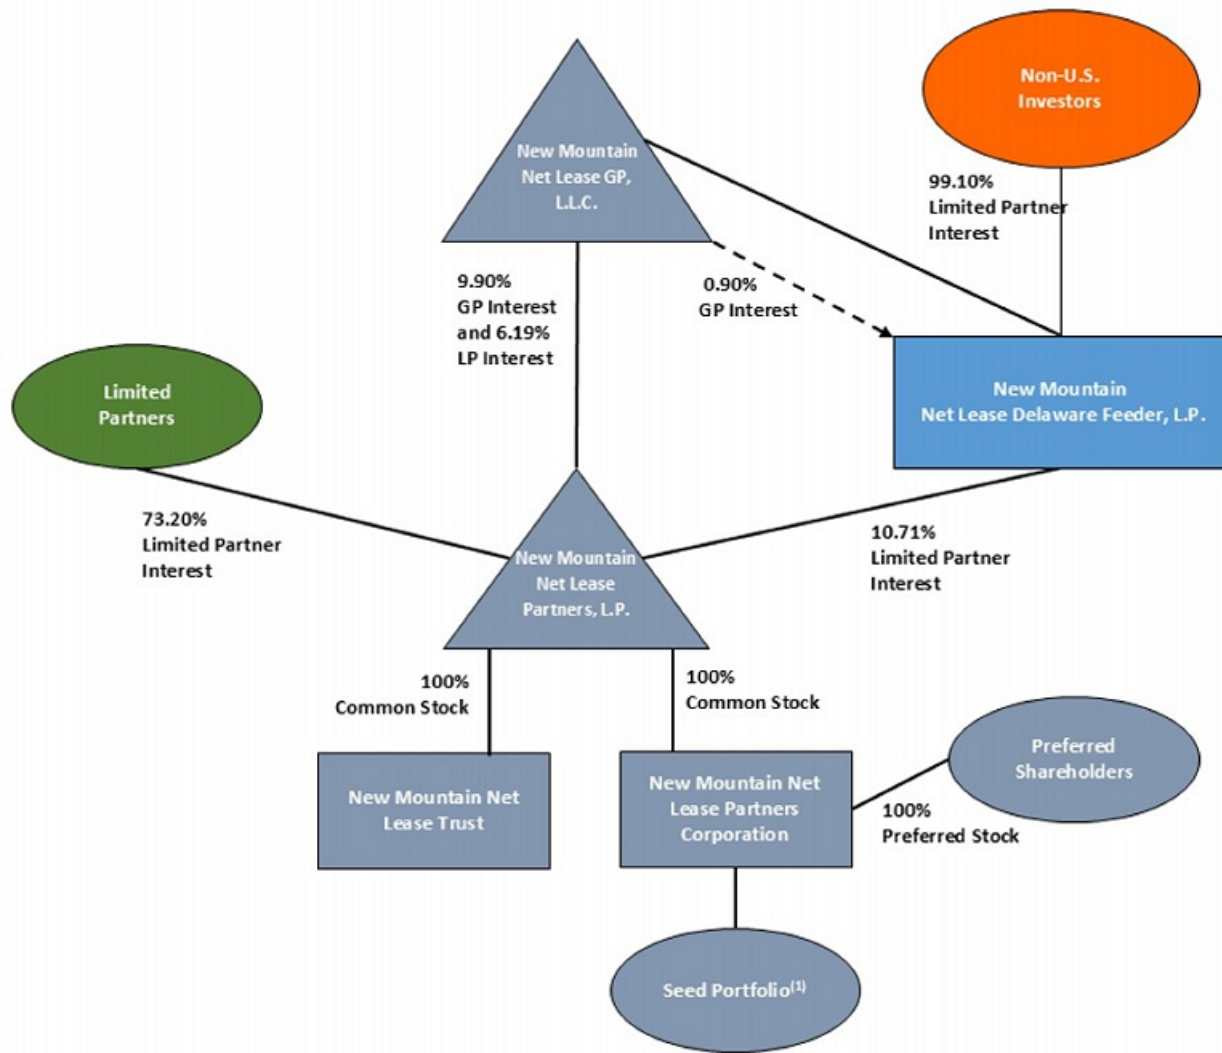 Non-U.S.
Investors
New Mountain
Net Lease GP,
L.L.C.
99.10%
Limited Partner
Interest
9.90%
GP Interest
and 6.19%
LP Interest
0.90%
GP Interest
Limited
Partners
New Mountain
Net Lease Delaware Feeder, L.P.
73.20%
Limited Partner
Interest
10.71%
Limited Partner
Interest
New Mountain
Net Lease
Partners, L.P.
100%
Common Stock
100%
Common Stock
Preferred
Shareholders
New Mountain Net
Lease Trust
New Mountain Net
Lease Partners
Corporation
100%
Preferred Stock
Seed Portfolio(1)